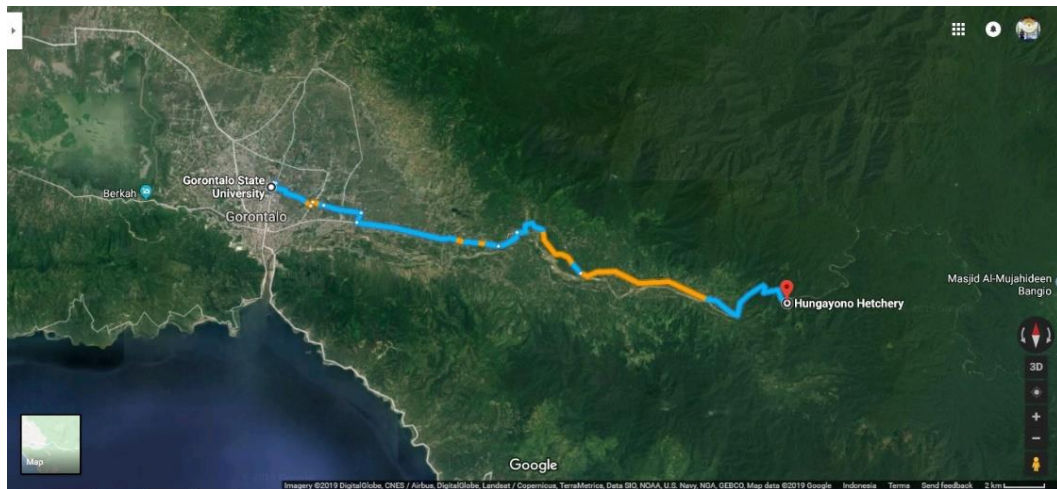 Gorontalo State
University
Berkah
Gorontalo
Masjid Al-Mujahideen
Bangio
Hungayono Hetchery
3D
+
−
Map
Google
Imagery ©2019 DigitalGlobe, CNES / Airbus, DigitalGlobe, Landsat / Copernicus, TerraMetrics, Data SIO, NOAA, U.S. Navy, NGA, GEBCO, Map data ©2019 Google Indonesia Terms Send feedback 2 km